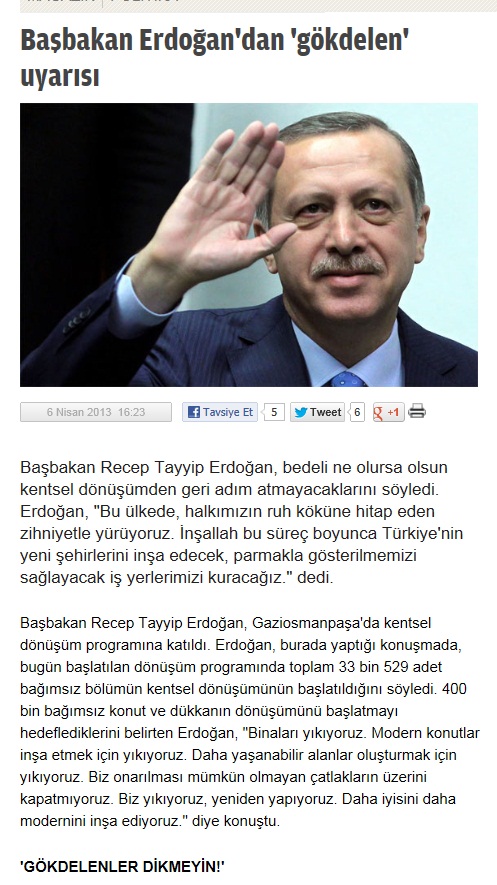 Başbakan Erdoğan'dan 'gökdelen'
uyarısı
6 Nisan 2013 16:23
Tavsiye Et
5
Tweet
6
+1
Başbakan Recep Tayyip Erdoğan, bedeli ne olursa olsun
kentsel dönüşümden geri adım atmayacaklarını söyledi.
Erdoğan, "Bu ülkede, halkımızın ruh köküne hitap eden
zihniyetle yürüyoruz. İnşallah bu süreç boyunca Türkiye'nin
yeni şehirlerini inşa edecek, parmakla gösterilmemizi
sağlayacak iş yerlerimizi kuracağız." dedi.
Başbakan Recep Tayyip Erdoğan, Gaziosmanpaşa'da kentsel
dönüşüm programına katıldı. Erdoğan, burada yaptığı konuşmada,
bugün başlatılan dönüşüm programında toplam 33 bin 529 adet
bağımsız bölümün kentsel dönüşümünün başlatıldığını söyledi. 400
bin bağımsız konut ve dükkanın dönüşümünü başlatmayı
hedeflediklerini belirten Erdoğan, "Binaları yıkıyoruz. Modern konutlar
inşa etmek için yıkıyoruz. Daha yaşanabilir alanlar oluşturmak için
yıkıyoruz. Biz onarılması mümkün olmayan çatlakların üzerini
kapatmıyoruz. Biz yıkıyoruz, yeniden yapıyoruz. Daha iyisini daha
modernini inşa ediyoruz." diye konuştu.
'GÖKDELENLER DİKMEYİN!'